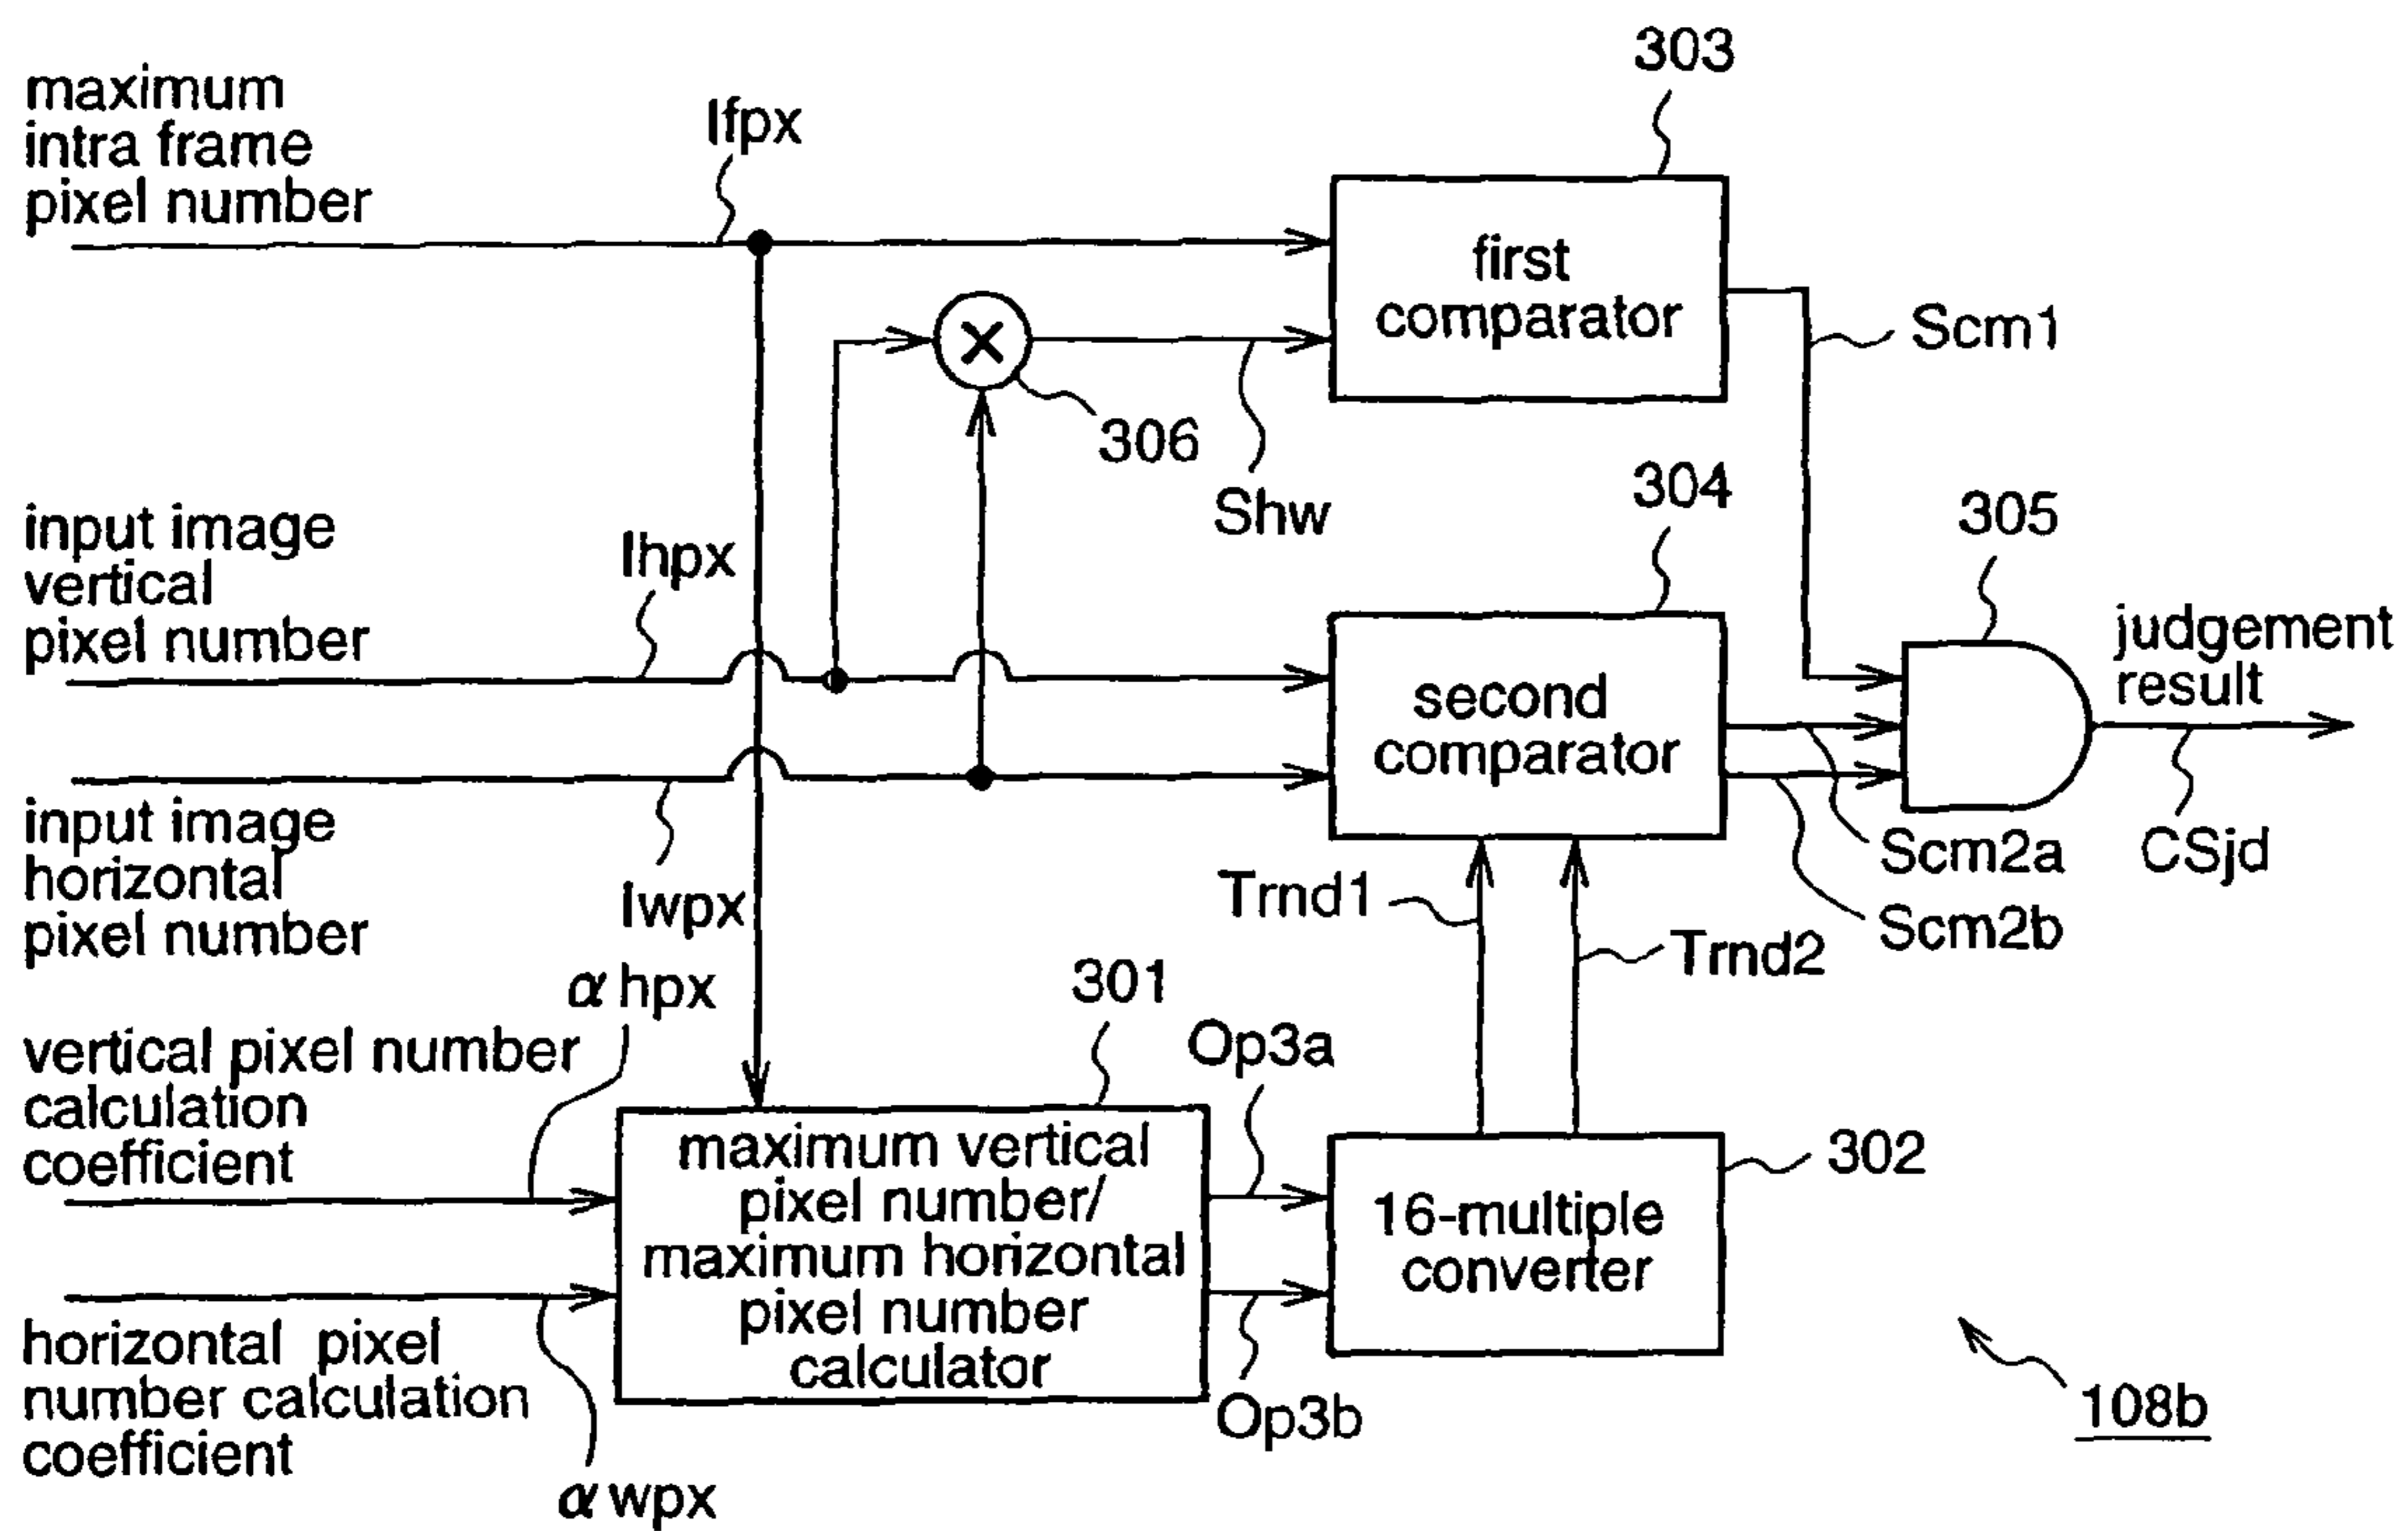 303
maximum
intra frame
pixel number
Ifpx
first
comparator
Scm1
306
Shw
304
305
input image
vertical
pixel number
Ihpx
judgement
result
second
comparator
input image
horizontal
pixel number
Iwpx
Trnd1
Trnd2
Scm2a
Scm2b
CSjd
α hpx
301
Op3a
vertical pixel number
calculation
coefficient
maximum vertical
pixel number/
maximum horizontal
pixel number
calculator
302
16-multiple
converter
horizontal pixel
number calculation
coefficient
Op3b
108b
α wpx